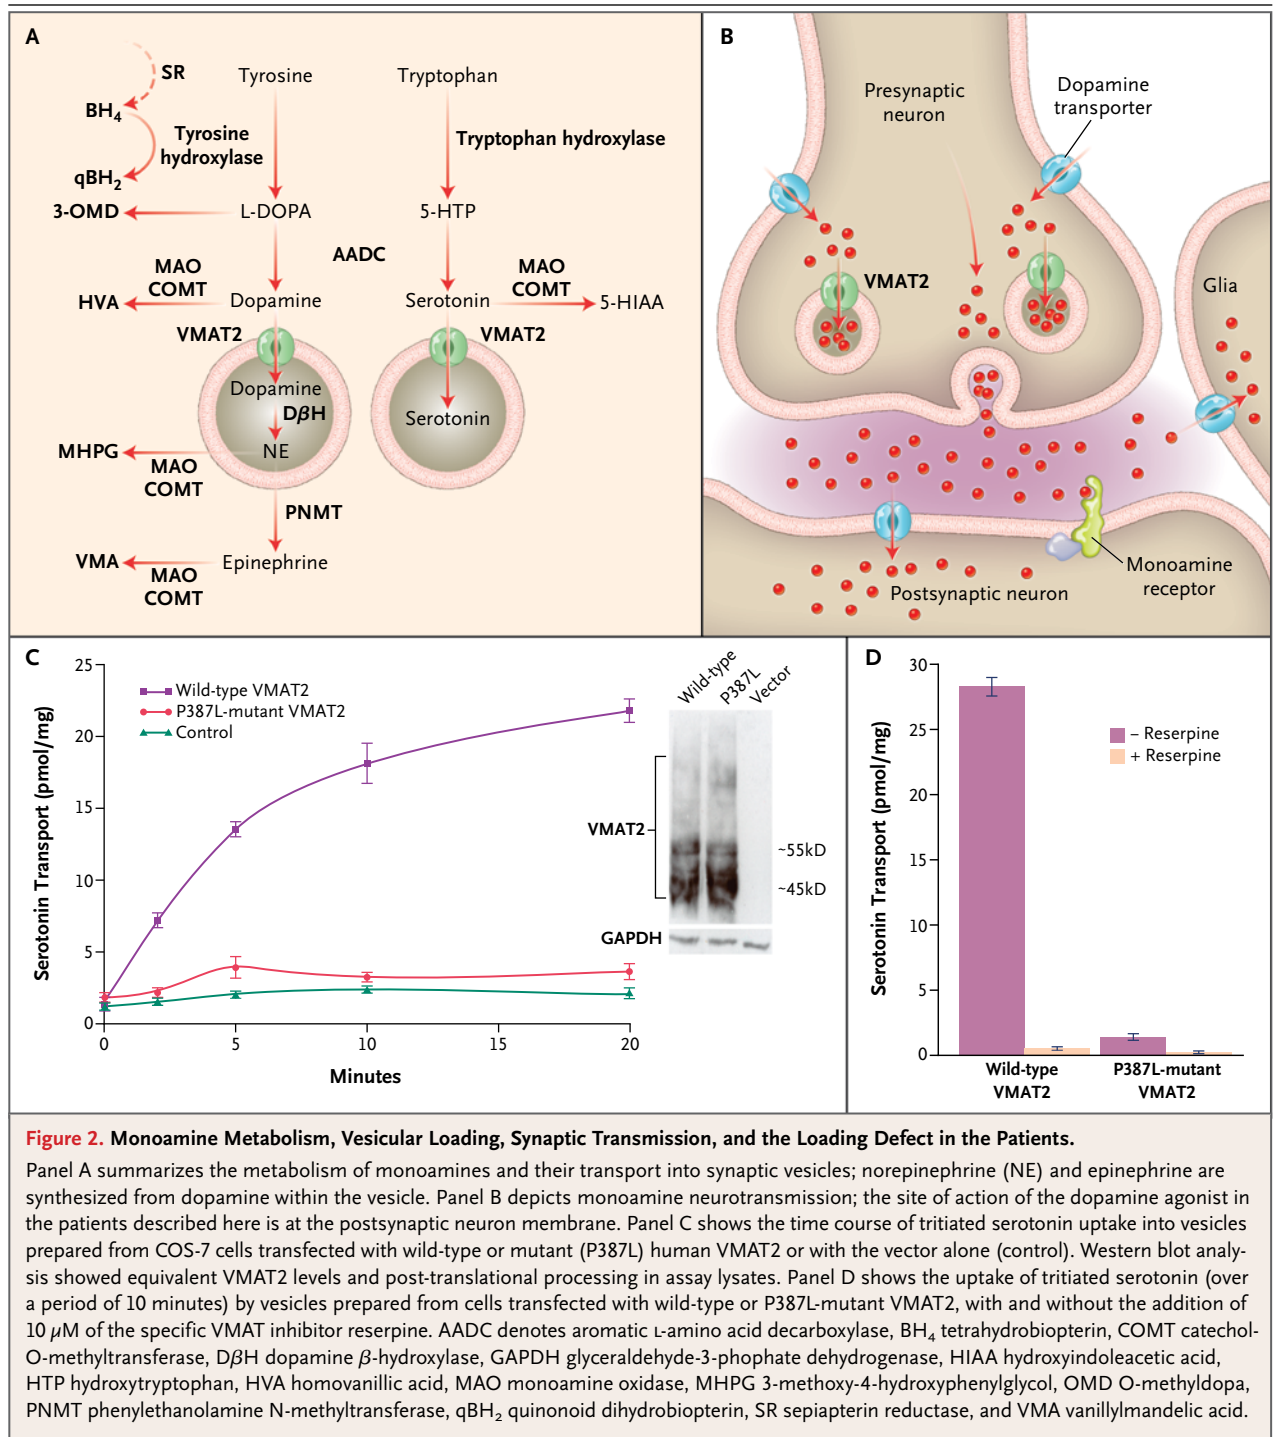 A
SR
Tyrosine
Tryptophan
BH4
Tyrosine
hydroxylase
Tryptophan hydroxylase
qBH2
3-OMD
L-DOPA
5-HTP
AADC
MAO
COMT
MAO
COMT
HVA
Dopamine
Serotonin
5-HIAA
VMAT2
VMAT2
Dopamine
DβH
Serotonin
MHPG
NE
MAO
COMT
PNMT
VMA
Epinephrine
MAO
COMT
B
Presynaptic
neuron
Dopamine
transporter
VMAT2
Glia
Monoamine
receptor
Postsynaptic neuron
C
Serotonin Transport (pmol/mg)
25
20
15
10
5
0
0 5 10 15 20
Minutes
Wild-type VMAT2
P387L-mutant VMAT2
Control
Wild-type
P387L
Vector
VMAT2
~55kD
~45kD
GAPDH
D
Serotonin Transport (pmol/mg)
30
25
20
15
10
5
0
– Reserpine
+ Reserpine
Wild-type
VMAT2
P387L-mutant
VMAT2
Figure 2. Monoamine Metabolism, Vesicular Loading, Synaptic Transmission, and the Loading Defect in the Patients.
Panel A summarizes the metabolism of monoamines and their transport into synaptic vesicles; norepinephrine (NE) and epinephrine are
synthesized from dopamine within the vesicle. Panel B depicts monoamine neurotransmission; the site of action of the dopamine agonist in
the patients described here is at the postsynaptic neuron membrane. Panel C shows the time course of tritiated serotonin uptake into vesicles
prepared from COS-7 cells transfected with wild-type or mutant (P387L) human VMAT2 or with the vector alone (control). Western blot analy-
sis showed equivalent VMAT2 levels and post-translational processing in assay lysates. Panel D shows the uptake of tritiated serotonin (over
a period of 10 minutes) by vesicles prepared from cells transfected with wild-type or P387L-mutant VMAT2, with and without the addition of
10 μM of the specific VMAT inhibitor reserpine. AADC denotes aromatic L-amino acid decarboxylase, BH4 tetrahydrobiopterin, COMT catechol-
O-methyltransferase, DβH dopamine β-hydroxylase, GAPDH glyceraldehyde-3-phophate dehydrogenase, HIAA hydroxyindoleacetic acid,
HTP hydroxytryptophan, HVA homovanillic acid, MAO monoamine oxidase, MHPG 3-methoxy-4-hydroxyphenylglycol, OMD O-methyldopa,
PNMT phenylethanolamine N-methyltransferase, qBH2 quinonoid dihydrobiopterin, SR sepiapterin reductase, and VMA vanillylmandelic acid.